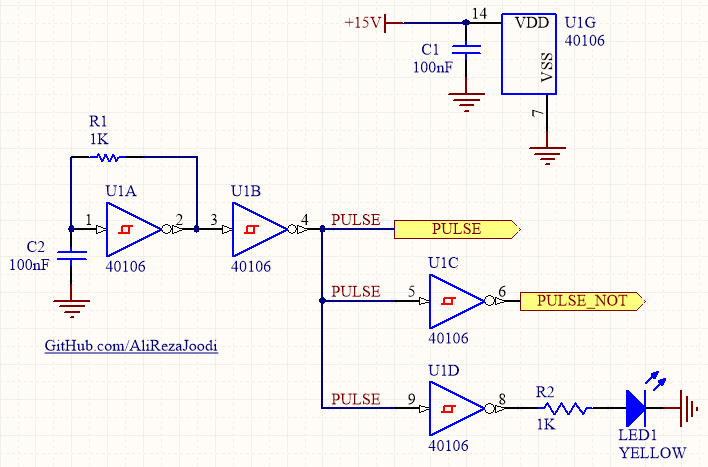 +15V
14
VDD
VSS
7
U1G
40106
C1
100nF
R1
1K
U1A
1
2
40106
C2
100nF
U1B
3
4
40106
PULSE
PULSE
PULSE
U1C
5
6
40106
PULSE_NOT
PULSE
U1D
9
8
40106
R2
1K
LED1
YELLOW
GitHub.com/AliRezaJoodi